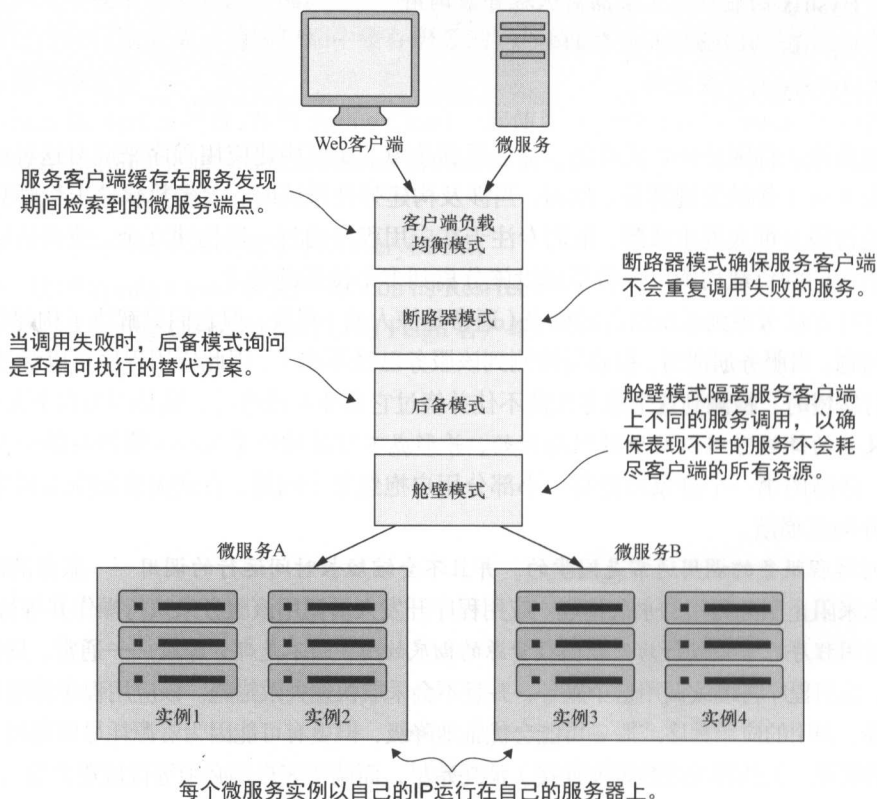 Web客户端
微服务
服务客户端缓存在服务发现
期间检索到的微服务端点。
客户端负载
均衡模式
断路器模式确保服务客户端
不会重复调用失败的服务。
断路器模式
当调用失败时，后备模式询问
是否有可执行的替代方案。
后备模式
舱壁模式隔离服务客户端
上不同的服务调用，以确
保表现不佳的服务不会耗
尽客户端的所有资源。
舱壁模式
微服务A
微服务B
实例1
实例2
实例3
实例4
每个微服务实例以自己的IP运行在自己的服务器上。